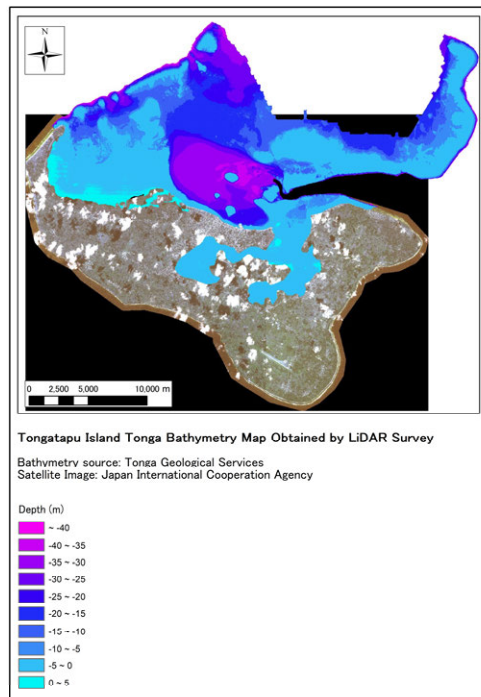 N
0 2,500 5,000 10,000 m
Tongatapu Island Tonga Bathymetry Map Obtained by LiDAR Survey
Bathymetry source: Tonga Geological Services
Satellite Image: Japan International Cooperation Agency
Depth (m)
~ -40
-40 ~ -35
-35 ~ -30
-30 ~ -25
-25 ~ -20
-20 ~ -15
-15 ~ -10
-10 ~ -5
-5 ~ 0
0 ~ 5